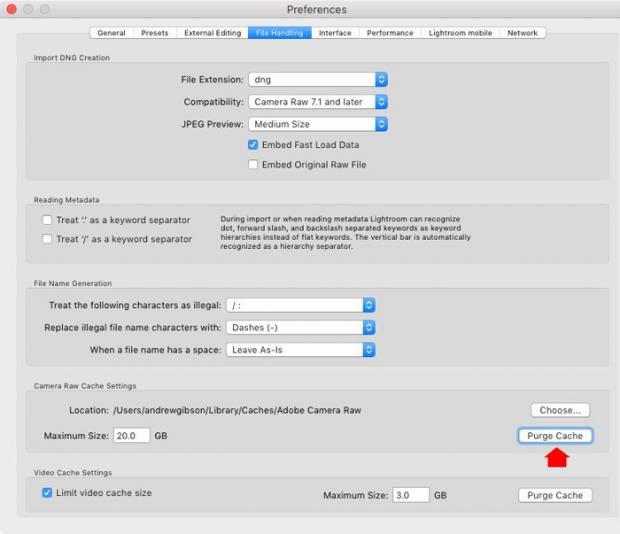 Preferences
General Presets External Editing File Handling Interface Performance Lightroom mobile Network
Import DNG Creation
File Extension: dng
Compatibility: Camera Raw 7.1 and later
JPEG Preview: Medium Size
Embed Fast Load Data
Embed Original Raw File
Reading Metadata
Treat '.' as a keyword separator
Treat '/' as a keyword separator
During import or when reading metadata Lightroom can recognize
dot, forward slash, and backslash separated keywords as keyword
hierarchies instead of flat keywords. The vertical bar is automatically
recognized as a hierarchy separator.
File Name Generation
Treat the following characters as illegal: / :
Replace illegal file name characters with: Dashes (-)
When a file name has a space: Leave As-Is
Camera Raw Cache Settings
Location: /Users/andrewgibson/Library/Caches/Adobe Camera Raw Choose...
Maximum Size: 20.0 GB Purge Cache
Video Cache Settings
Limit video cache size Maximum Size: 3.0 GB Purge Cache